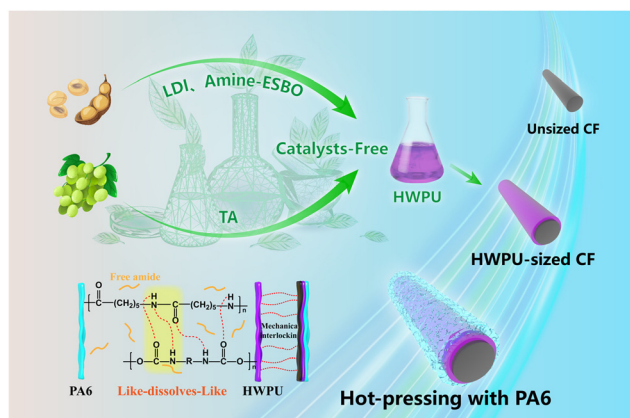 LDI、Amine-ESBO
Catalysts-Free
TA
HWPU
Unsized CF
HWPU-sized CF
Hot-pressing with PA6
Free amide
O
C
(CH₂)₅
N
H
C
O
(CH₂)₅
N
H
n
O
C
N
H
R
N
H
C
O
O
n
Mechanical
interlocking
PA6
Like-dissolves-Like
HWPU